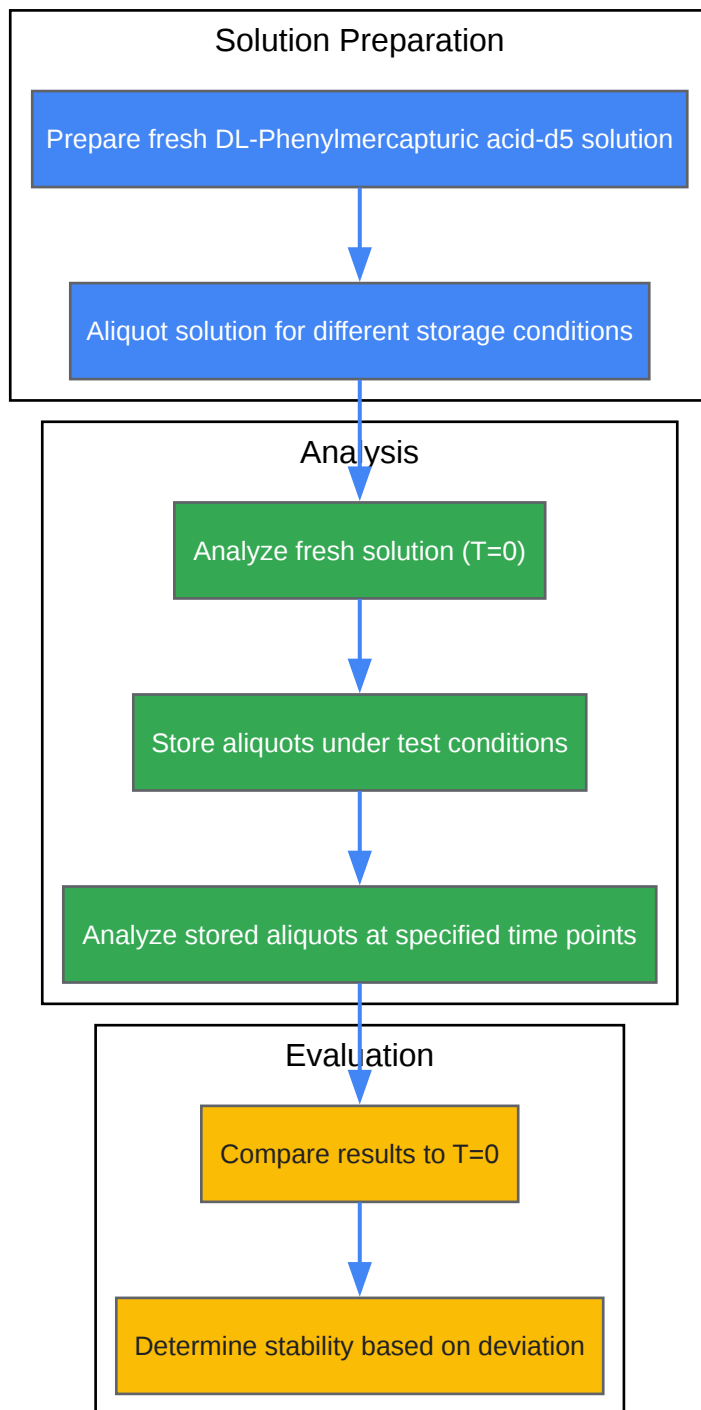 Solution Preparation
Prepare fresh DL-Phenylmercapturic acid-d5 solution
Aliquot solution for different storage conditions
Analysis
Analyze fresh solution (T=0)
Store aliquots under test conditions
Analyze stored aliquots at specified time points
Evaluation
Compare results to T=0
Determine stability based on deviation